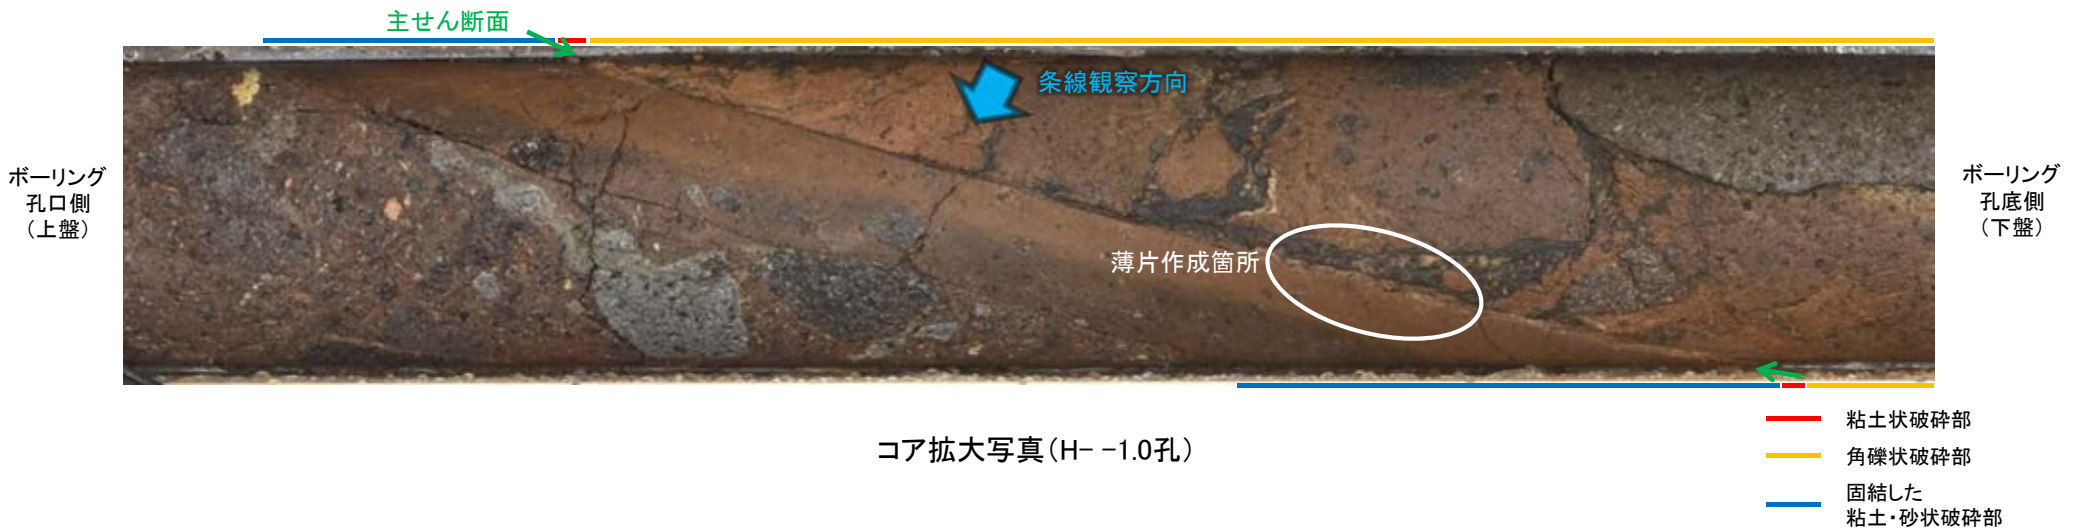 主せん断面
条線観察方向
ボーリング
孔口側
（上盤）
ボーリング
孔底側
（下盤）
薄片作成箇所
コア拡大写真（H- -1.0孔）
粘土状破砕部
角礫状破砕部
固結した
粘土・砂状破砕部